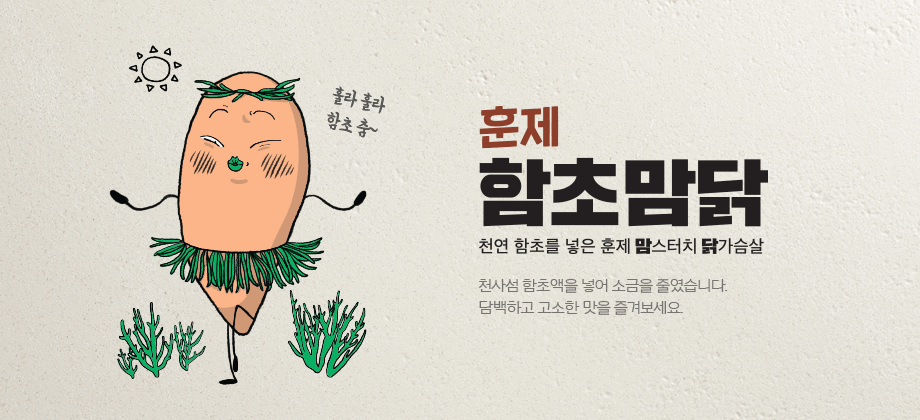 훌라 훌라
함초 춤~
훈제
함초맘닭
천연 함초를 넣은 훈제 맘스터치 닭가슴살
천사섬 함초액을 넣어 소금을 줄였습니다.
담백하고 고소한 맛을 즐겨보세요.